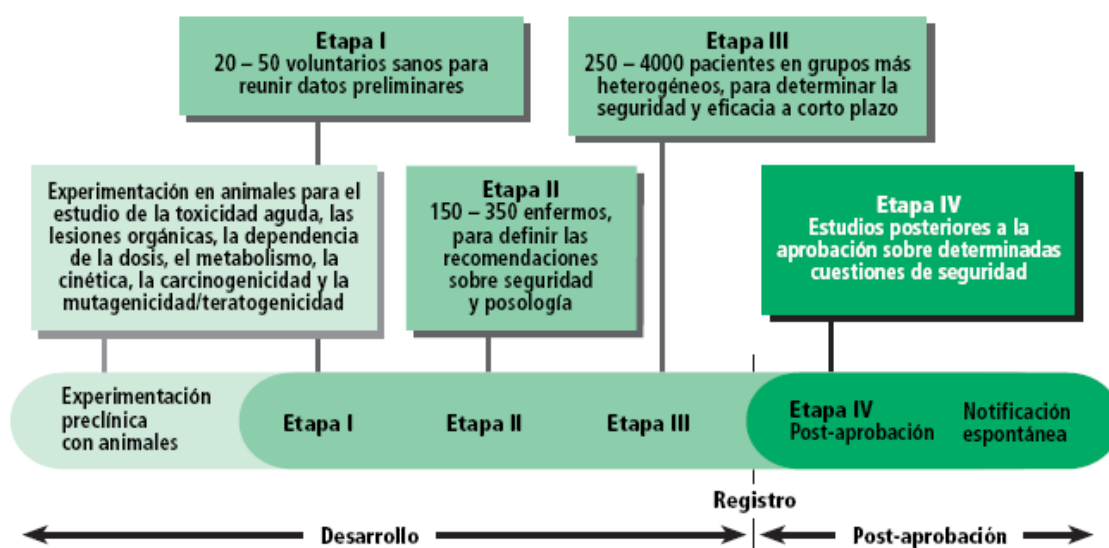 Etapa I
20 – 50 voluntarios sanos para
reunir datos preliminares
Etapa III
250 – 4000 pacientes en grupos más
heterogéneos, para determinar la
seguridad y eficacia a corto plazo
Experimentación en animales para el
estudio de la toxicidad aguda, las
lesiones orgánicas, la dependencia
de la dosis, el metabolismo, la
cinética, la carcinogenicidad y la
mutagenicidad/teratogenicidad
Etapa II
150 – 350 enfermos,
para definir las
recomendaciones
sobre seguridad
y posología
Etapa IV
Estudios posteriores a la
aprobación sobre determinadas
cuestiones de seguridad
Experimentación
preclínica
con animales
Etapa I
Etapa II
Etapa III
Etapa IV
Post-aprobación
Notificación
espontánea
Registro
Desarrollo
Post-aprobación